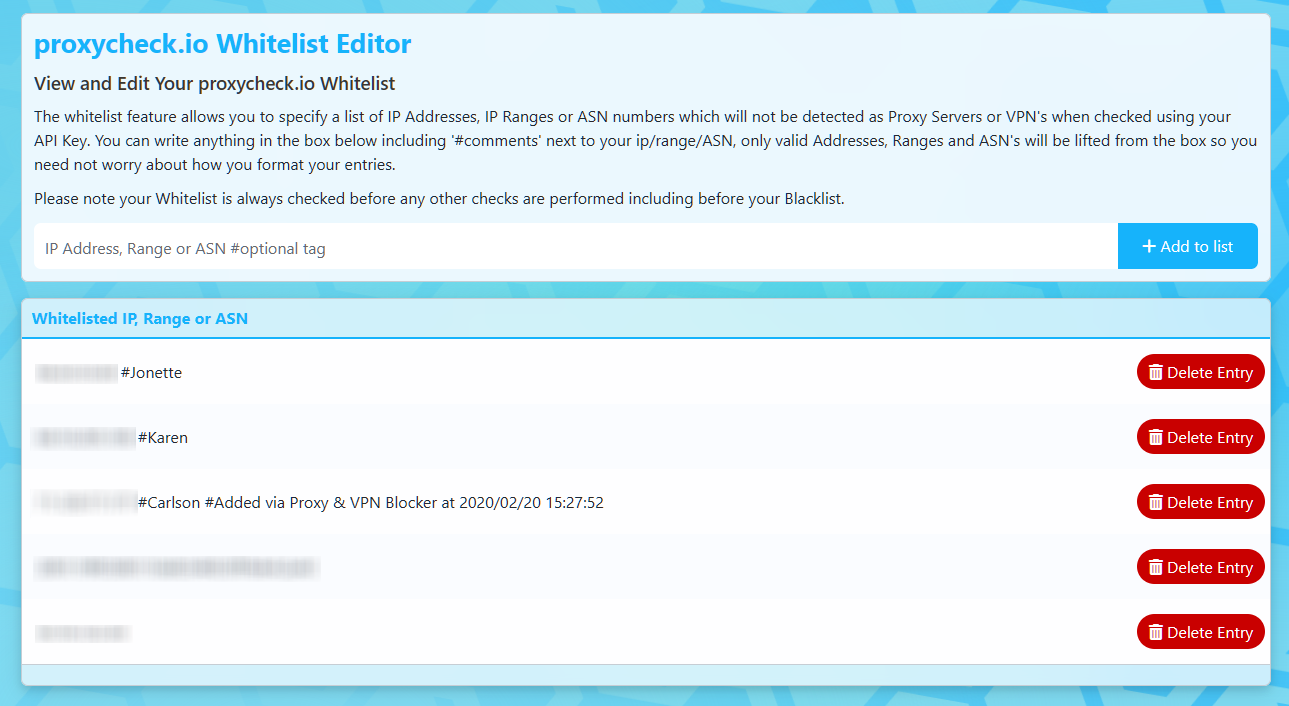 proxycheck.io Whitelist Editor
View and Edit Your proxycheck.io Whitelist
The whitelist feature allows you to specify a list of IP Addresses, IP Ranges or ASN numbers which will not be detected as Proxy Servers or VPN's when checked using your
API Key. You can write anything in the box below including '#comments' next to your ip/range/ASN, only valid Addresses, Ranges and ASN's will be lifted from the box so you
need not worry about how you format your entries.
Please note your Whitelist is always checked before any other checks are performed including before your Blacklist.
IP Address, Range or ASN #optional tag
Add to list
Whitelisted IP, Range or ASN
#Jonette
Delete Entry
#Karen
Delete Entry
#Carlson #Added via Proxy & VPN Blocker at 2020/02/20 15:27:52
Delete Entry
Delete Entry
Delete Entry